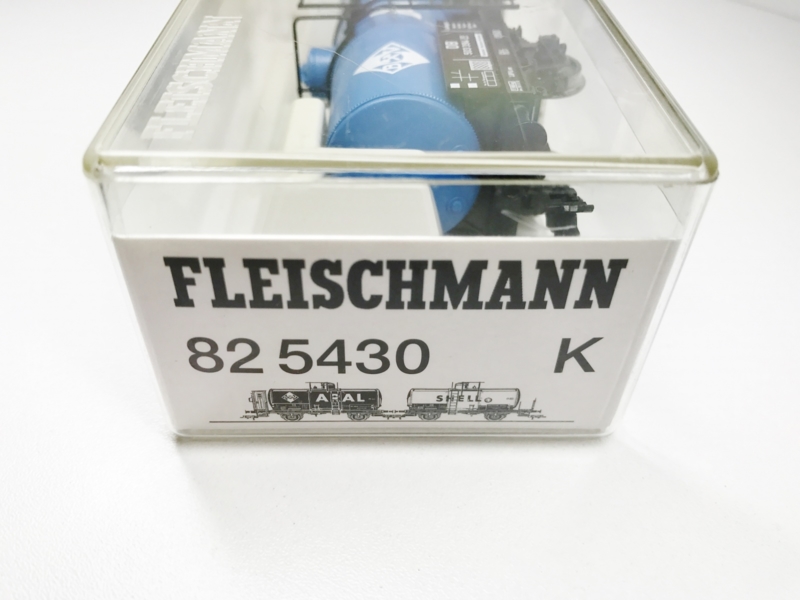 FLEISCHMANN
FLEISCHMANN
82 5430 K
ARAL SHELL